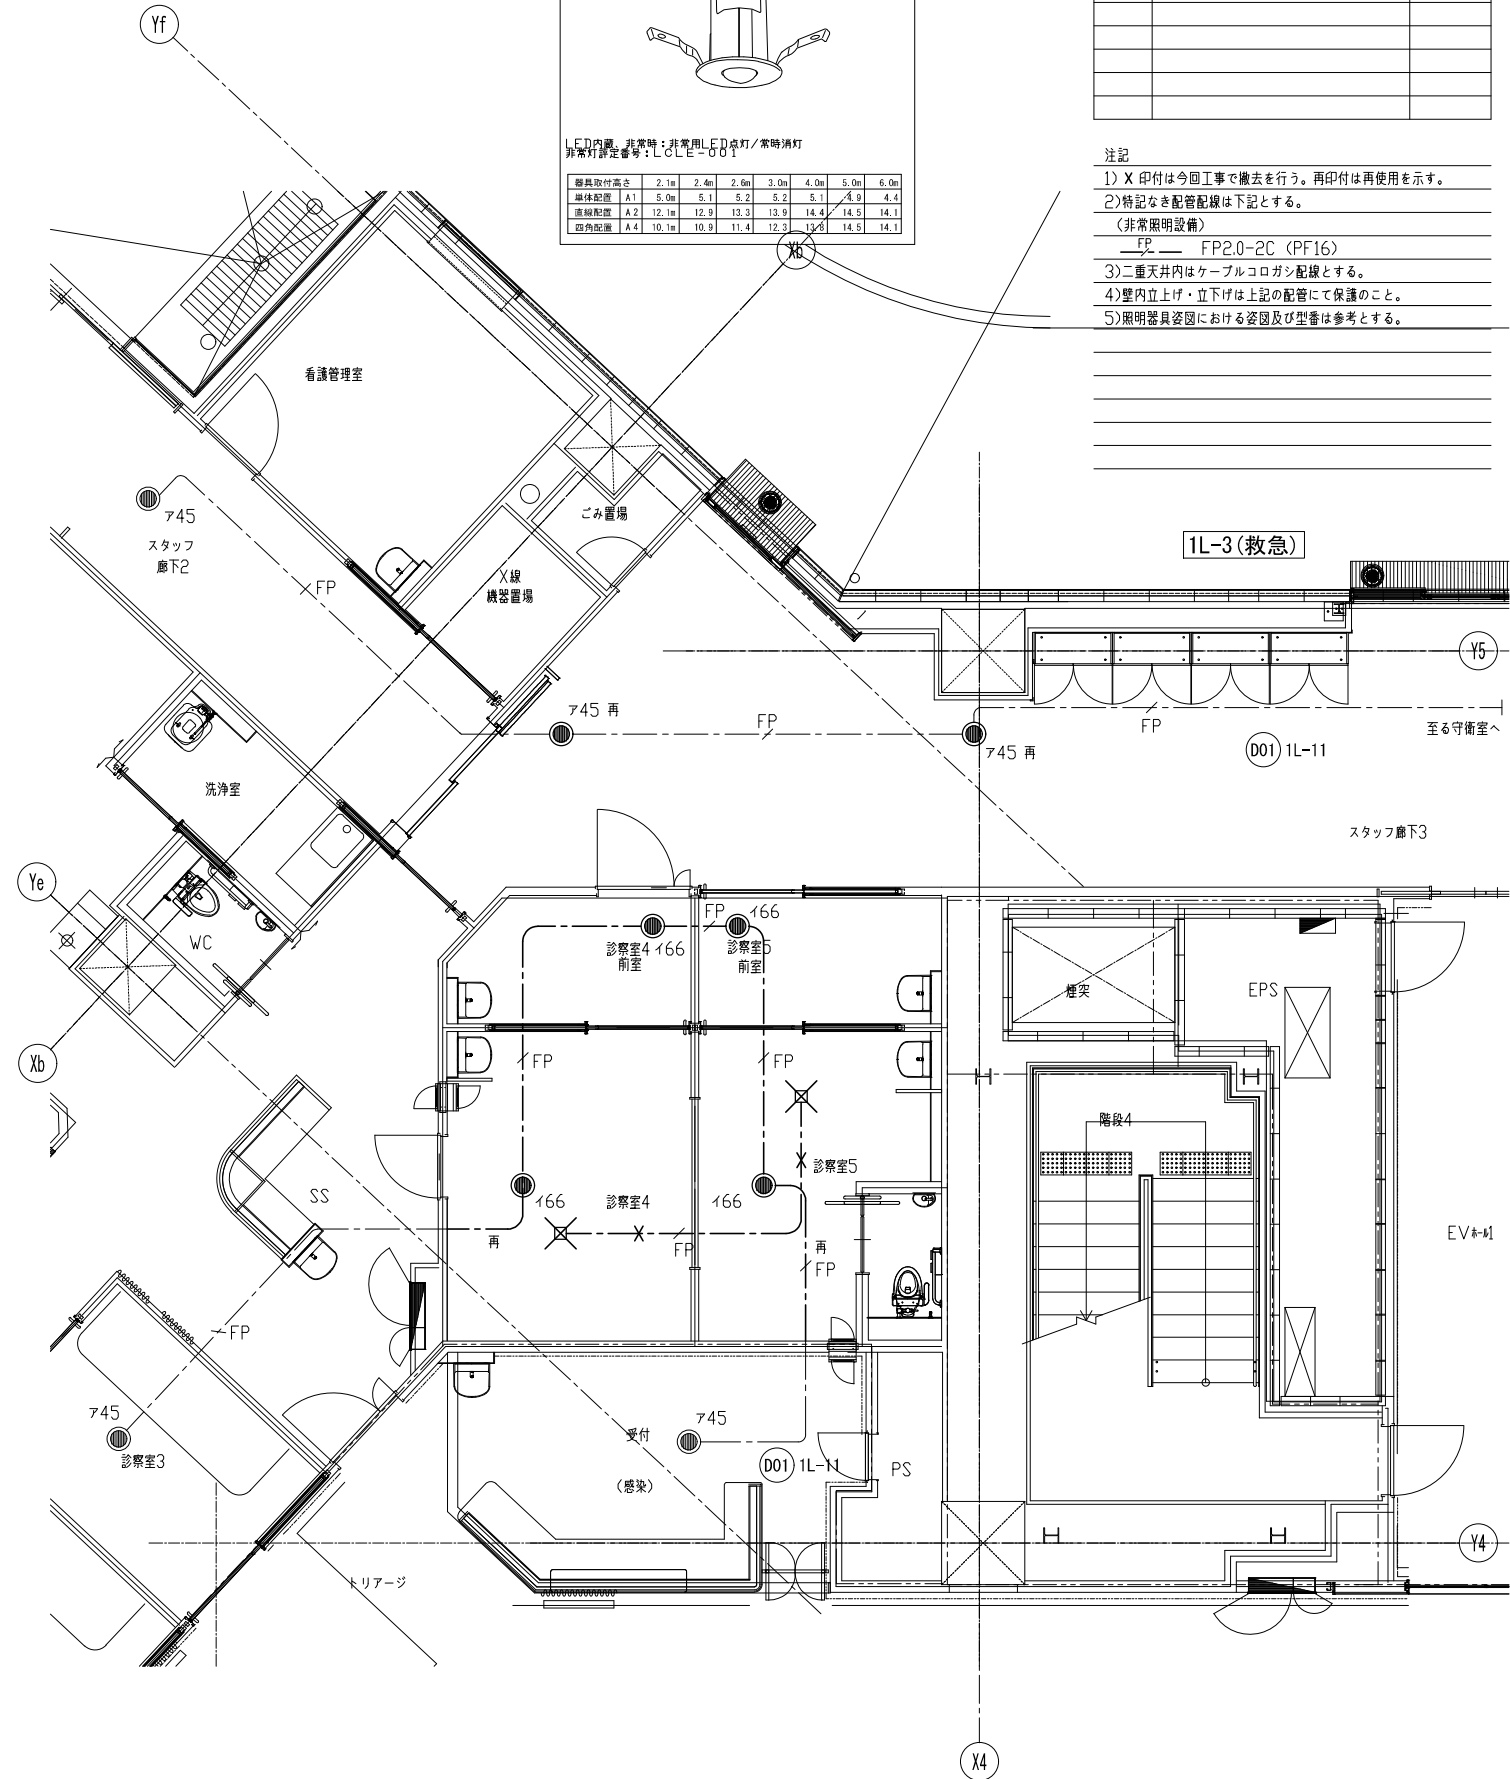 Yf
LED内蔵、非常時：非常用LED点灯/常時消灯
非常灯評定番号：LCLE-001
器具取付高さ 2.1m 2.4m 2.6m 3.0m 4.0m 5.0m 6.0m
単体配置 A1 5.0m 5.1 5.2 5.2 5.1 4.9 4.4
直線配置 A2 12.1m 12.9 13.3 13.9 14.4 14.5 14.1
四角配置 A4 10.1m 10.9 11.4 12.3 13.8 14.5 14.1
Xb
注記
1) X 印付は今回工事で撤去を行う。再印付は再使用を示す。
2)特記なき配管配線は下記とする。
(非常照明設備)
FP FP2.0-2C (PF16)
3)二重天井内はケーブルコロガシ配線とする。
4)壁内立上げ・立下げは上記の配管にて保護のこと。
5)照明器具姿図における姿図及び型番は参考とする。
看護管理室
ア45
スタッフ
廊下2
FP
ごみ置場
X線
機器置場
1L-3(救急)
Y5
ア45 再
FP
ア45 再
FP
至る守衛室へ
D01 1L-11
洗浄室
スタッフ廊下3
Ye
WC
Xb
FP
イ66
診察室4 イ66
前室
診察室5
前室
煙突
EPS
FP
FP
階段4
診察室5
SS
イ66
診察室4
イ66
再
FP
再
FP
EVホール1
FP
ア45
診察室3
ア45
受付
(感染)
D01 1L-11
PS
Y4
トリアージ
X4